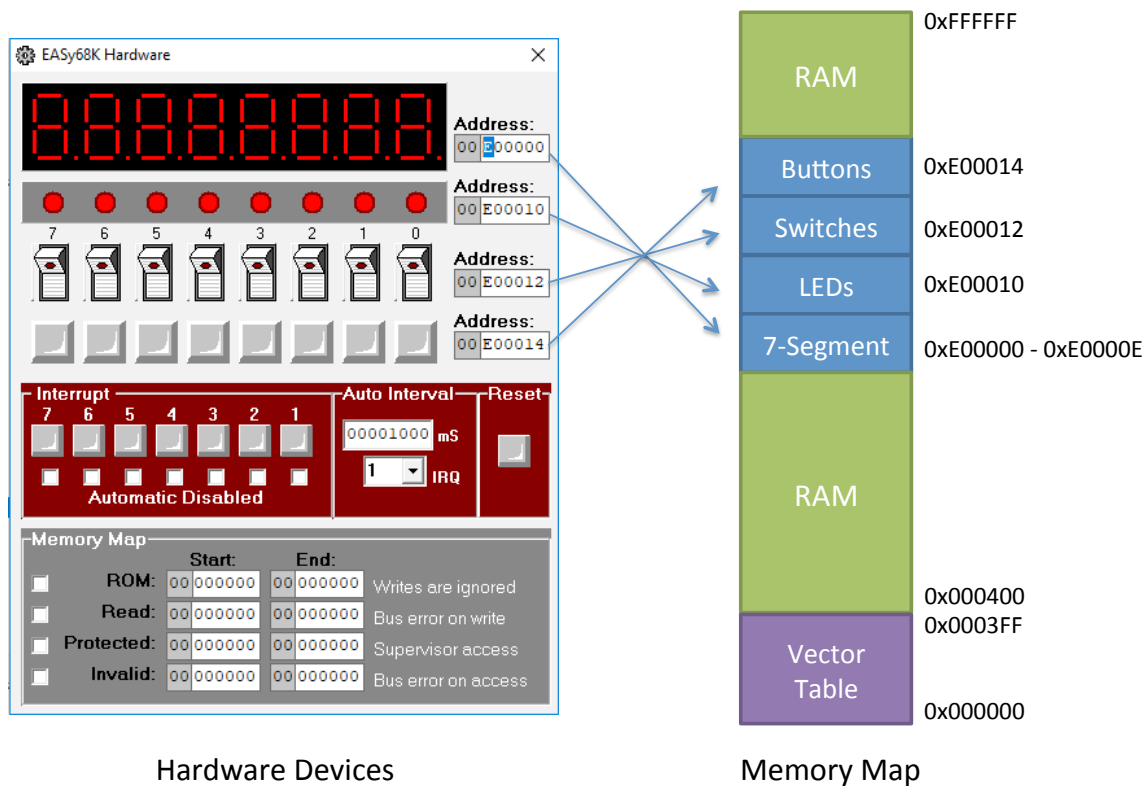 EASy68K Hardware
Address:
00 E00000
Address:
00 E00010
7 6 5 4 3 2 1 0
Address:
00 E00012
Address:
00 E00014
Interrupt
7 6 5 4 3 2 1
Automatic Disabled
Auto Interval
00001000 mS
1 IRQ
Reset
Memory Map
Start: End:
ROM: 00 000000 00 000000 Writes are ignored
Read: 00 000000 00 000000 Bus error on write
Protected: 00 000000 00 000000 Supervisor access
Invalid: 00 000000 00 000000 Bus error on access
Hardware Devices
0xFFFFFF
RAM
Buttons 0xE00014
Switches 0xE00012
LEDs 0xE00010
7-Segment 0xE00000 - 0xE0000E
RAM
0x000400
0x0003FF
Vector
Table
0x000000
Memory Map